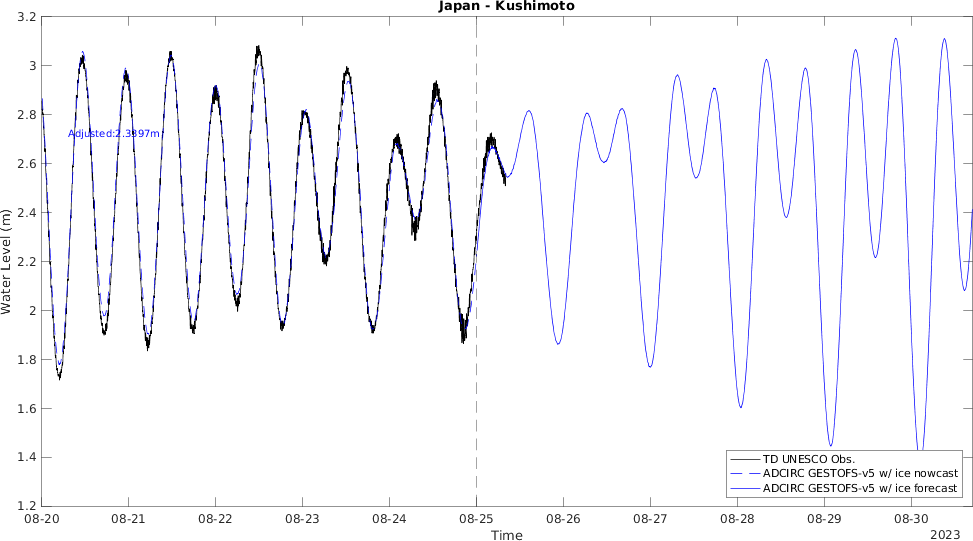 Japan - Kushimoto
3.2
3
2.8
2.6
2.4
2.2
2
1.8
1.6
1.4
1.2
Water Level (m)
Adjusted:2.3397m
TD UNESCO Obs.
ADCIRC GESTOFS-v5 w/ ice nowcast
ADCIRC GESTOFS-v5 w/ ice forecast
08-20 08-21 08-22 08-23 08-24 08-25 08-26 08-27 08-28 08-29 08-30
Time
2023